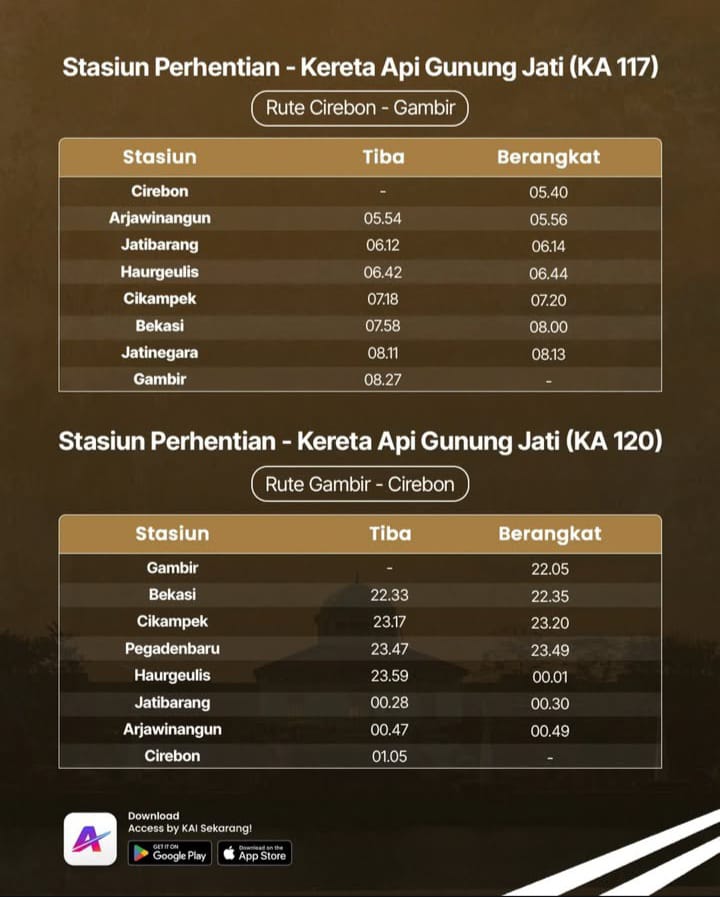 Stasiun Perhentian - Kereta Api Gunung Jati (KA 117)
Rute Cirebon - Gambir
Stasiun Tiba Berangkat
Cirebon - 05.40
Arjawinangun 05.54 05.56
Jatibarang 06.12 06.14
Haurgeulis 06.42 06.44
Cikampek 07.18 07.20
Bekasi 07.58 08.00
Jatinegara 08.11 08.13
Gambir 08.27 -
Stasiun Perhentian - Kereta Api Gunung Jati (KA 120)
Rute Gambir - Cirebon
Stasiun Tiba Berangkat
Gambir - 22.05
Bekasi 22.33 22.35
Cikampek 23.17 23.20
Pegadenbaru 23.47 23.49
Haurgeulis 23.59 00.01
Jatibarang 00.28 00.30
Arjawinangun 00.47 00.49
Cirebon 01.05 -
Download
Access by KAI Sekarang!
GET IT ON
Google Play
Download on the
App Store